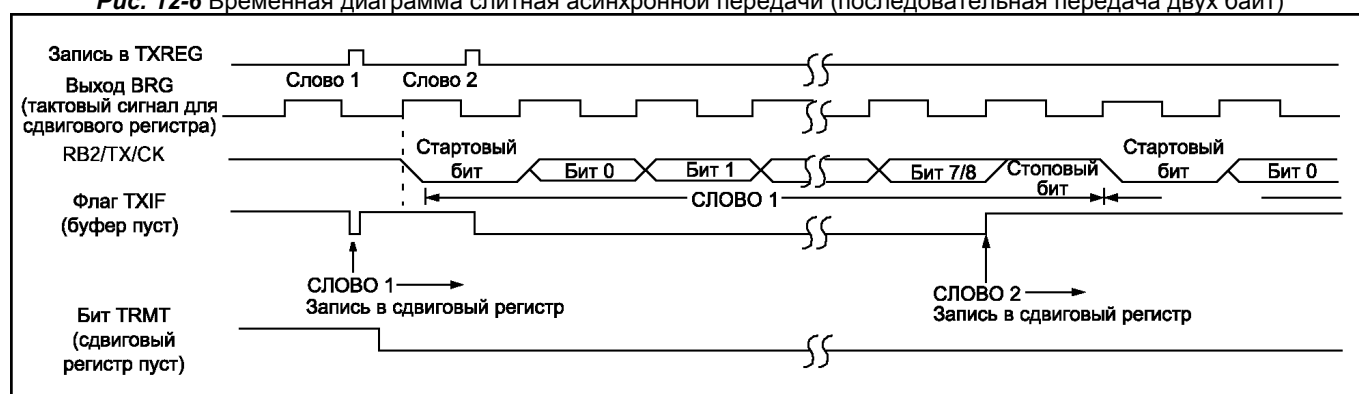 Рис. 12-6 Временная диаграмма слитная асинхронной передачи (последовательная передача двух байт)
Запись в TXREG
Слово 1
Слово 2
Выход BRG
(тактовый сигнал для
сдвигового регистра)
RB2/TX/CK
Стартовый
бит
Бит 0
Бит 1
Бит 7/8
Стоповый
бит
Стартовый
бит
Бит 0
СЛОВО 1
Флаг TXIF
(буфер пуст)
СЛОВО 1
Запись в сдвиговый регистр
СЛОВО 2
Запись в сдвиговый регистр
Бит TRMT
(сдвиговый
регистр пуст)